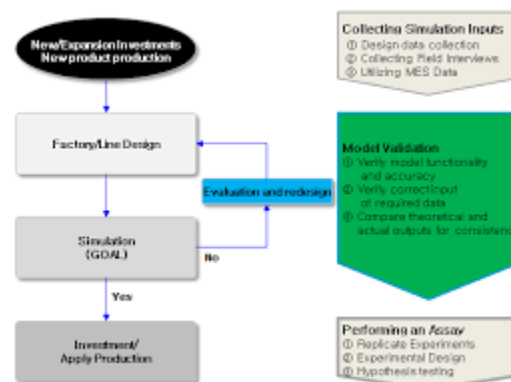 New/Expansion Investments
New product production
Factory/Line Design
Evaluation and redesign
Simulation
(GOAL)
No
Yes
Investment/
Apply Production
Collecting Simulation Inputs
① Design data collection
② Collecting Field Interviews
③ Utilizing MES Data
Model Validation
① Verify model functionality
and accuracy
② Verify correct input
of required data
③ Compare theoretical and
actual outputs for consistenc
Performing an Assay
① Replicate Experiments
② Experimental Design
③ Hypothesis testing